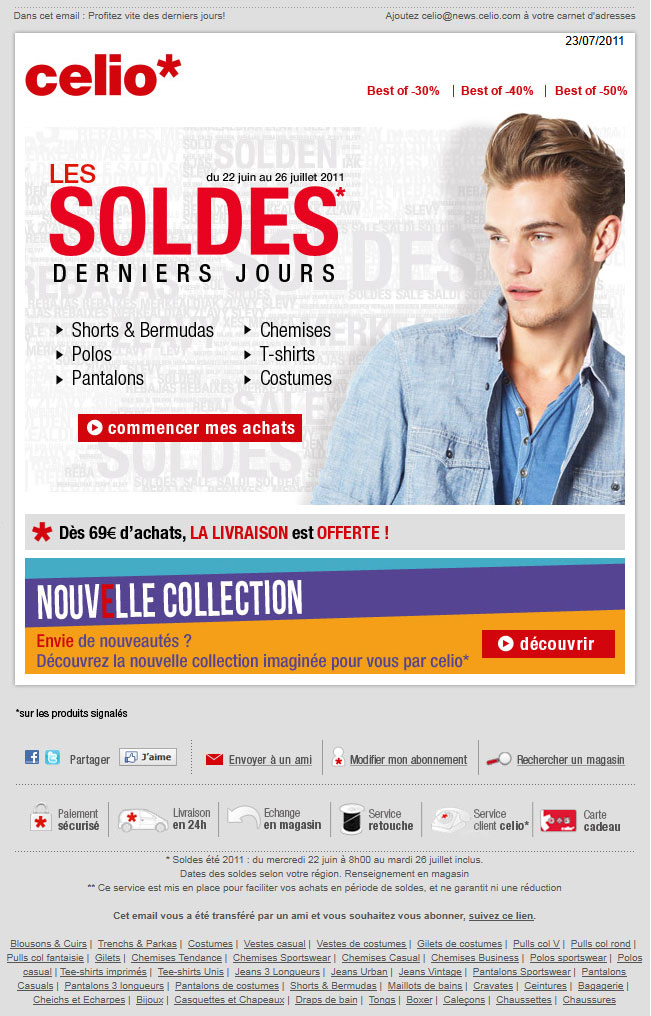 Dans cet email : Profitez vite des derniers jours!
Ajoutez celio@news.celio.com à votre carnet d'adresses
23/07/2011
celio*
Best of -30% | Best of -40% | Best of -50%
LES
du 22 juin au 26 juillet 2011
SOLDES*
DERNIERS JOURS
Shorts & Bermudas
Polos
Pantalons
Chemises
T-shirts
Costumes
commencer mes achats
* Dès 69€ d'achats, LA LIVRAISON est OFFERTE !
NOUVELLE COLLECTION
Envie de nouveautés ?
Découvrez la nouvelle collection imaginée pour vous par celio*
découvrir
*sur les produits signalés
Partager
J'aime
Envoyer à un ami
Modifier mon abonnement
Rechercher un magasin
Paiement
sécurisé
Livraison
en 24h
Echange
en magasin
Service
retouche
Service
client celio*
Carte
cadeau
* Soldes été 2011 : du mercredi 22 juin à 8h00 au mardi 26 juillet inclus.
Dates des soldes selon votre région. Renseignement en magasin
** Ce service est mis en place pour faciliter vos achats en période de soldes, et ne garantit ni une réduction
Cet email vous a été transféré par un ami et vous souhaitez vous abonner, suivez ce lien.
Blousons & Cuirs | Trenchs & Parkas | Costumes | Vestes casual | Vestes de costumes | Gilets de costumes | Pulls col V | Pulls col rond |
Pulls col fantaisie | Gilets | Chemises Tendance | Chemises Sportswear | Chemises Casual | Chemises Business | Polos sportswear | Polos
casual | Tee-shirts imprimés | Tee-shirts Unis | Jeans 3 Longueurs | Jeans Urban | Jeans Vintage | Pantalons Sportswear | Pantalons
Casuals | Pantalons 3 longueurs | Pantalons de costumes | Shorts & Bermudas | Maillots de bains | Cravates | Ceintures | Bagagerie |
Cheichs et Echarpes | Bijoux | Casquettes et Chapeaux | Draps de bain | Tongs | Boxer | Caleçons | Chaussettes | Chaussures